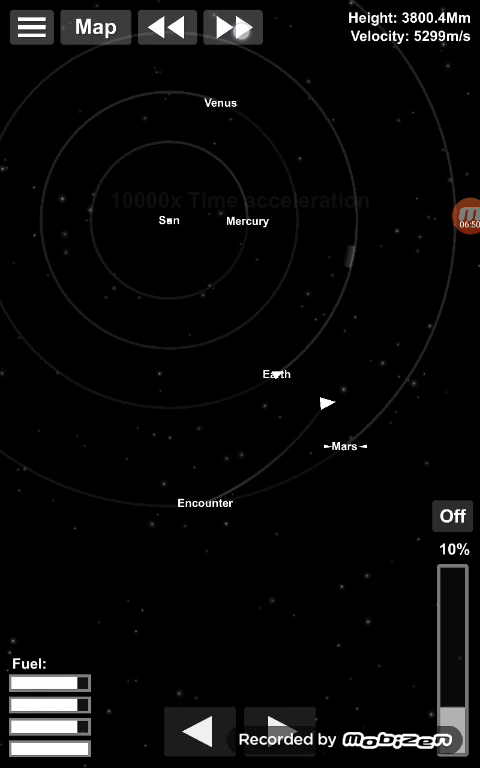 Map
Height: 3800.4Mm
Velocity: 5299m/s
Venus
10000x Time acceleration
Sun
Mercury
06:50
Earth
Mars
Encounter
Off
10%
Fuel:
Recorded by MOBIZEN